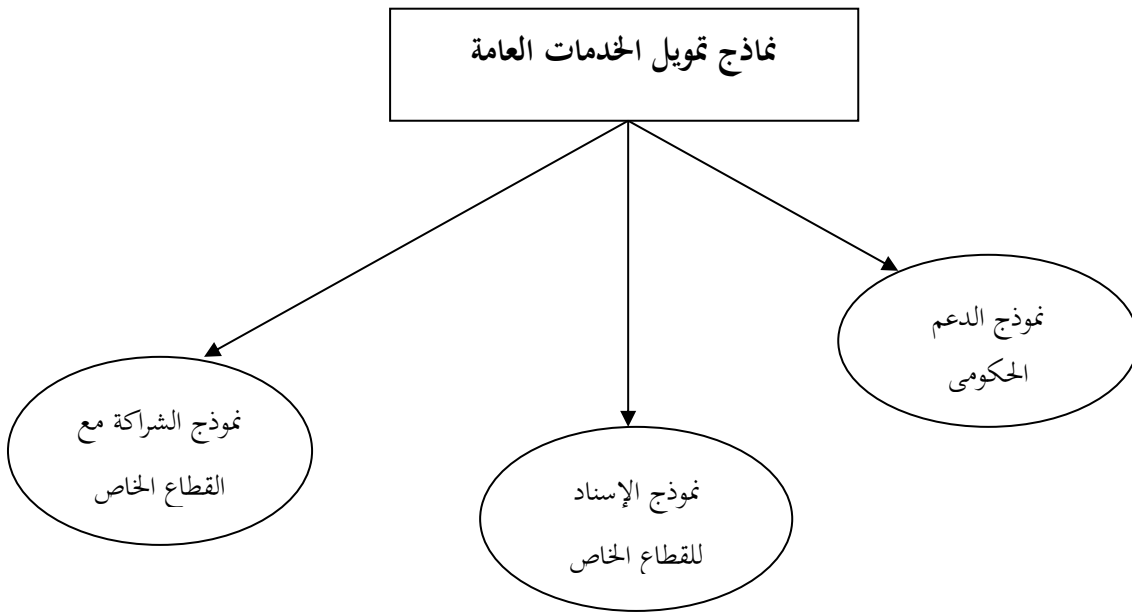 نماذج تمويل الخدمات العامة
نموذج الدعم
الحكومى
نموذج الإسناد
للقطاع الخاص
نموذج الشراكة مع
القطاع الخاص